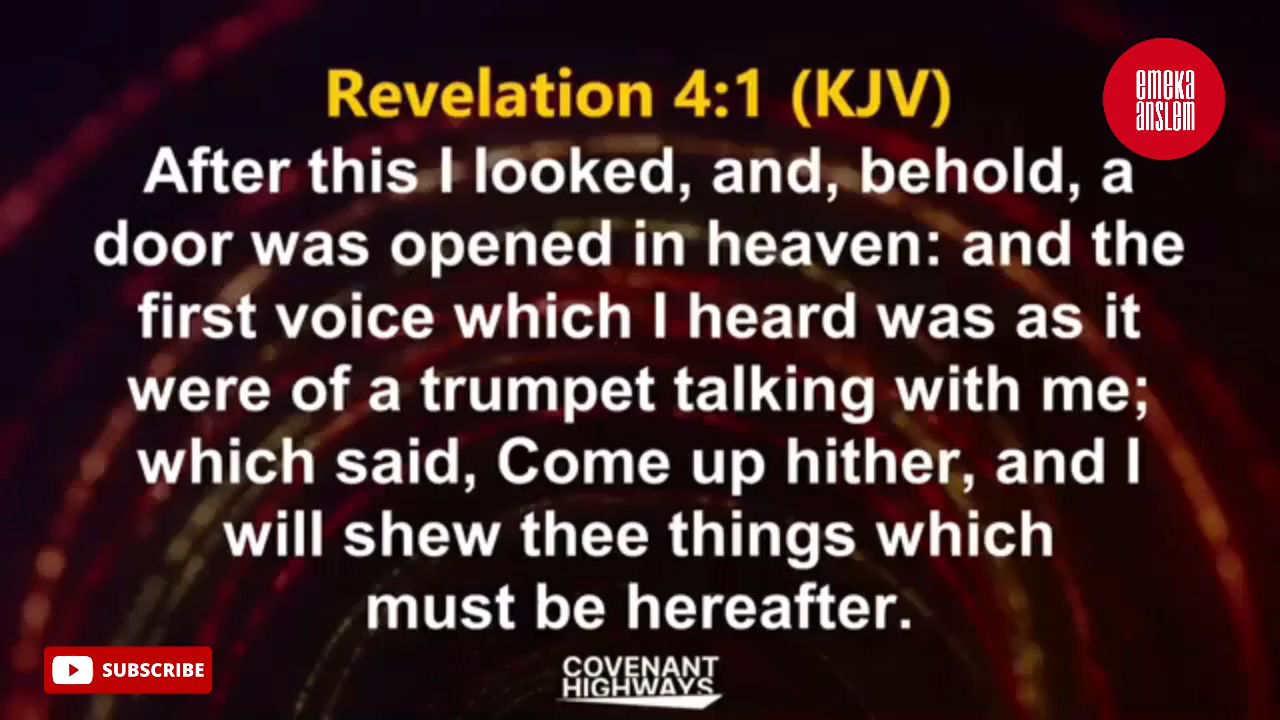 Revelation 4:1 (KJV)
emeka
anslem
After this I looked, and, behold, a
door was opened in heaven: and the
first voice which I heard was as it
were of a trumpet talking with me;
which said, Come up hither, and I
will shew thee things which
must be hereafter.
SUBSCRIBE
COVENANT
HIGHWAYS